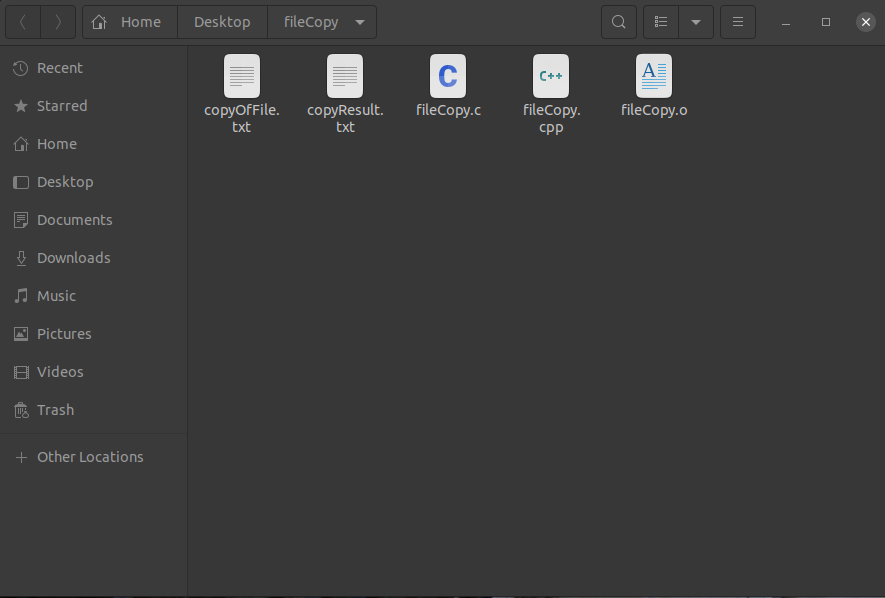 Home Desktop fileCopy
Recent
Starred
Home
Desktop
Documents
Downloads
Music
Pictures
Videos
Trash
Other Locations
copyOfFile.
txt
copyResult.
txt
C
fileCopy.c
C++
fileCopy.
cpp
A
fileCopy.o